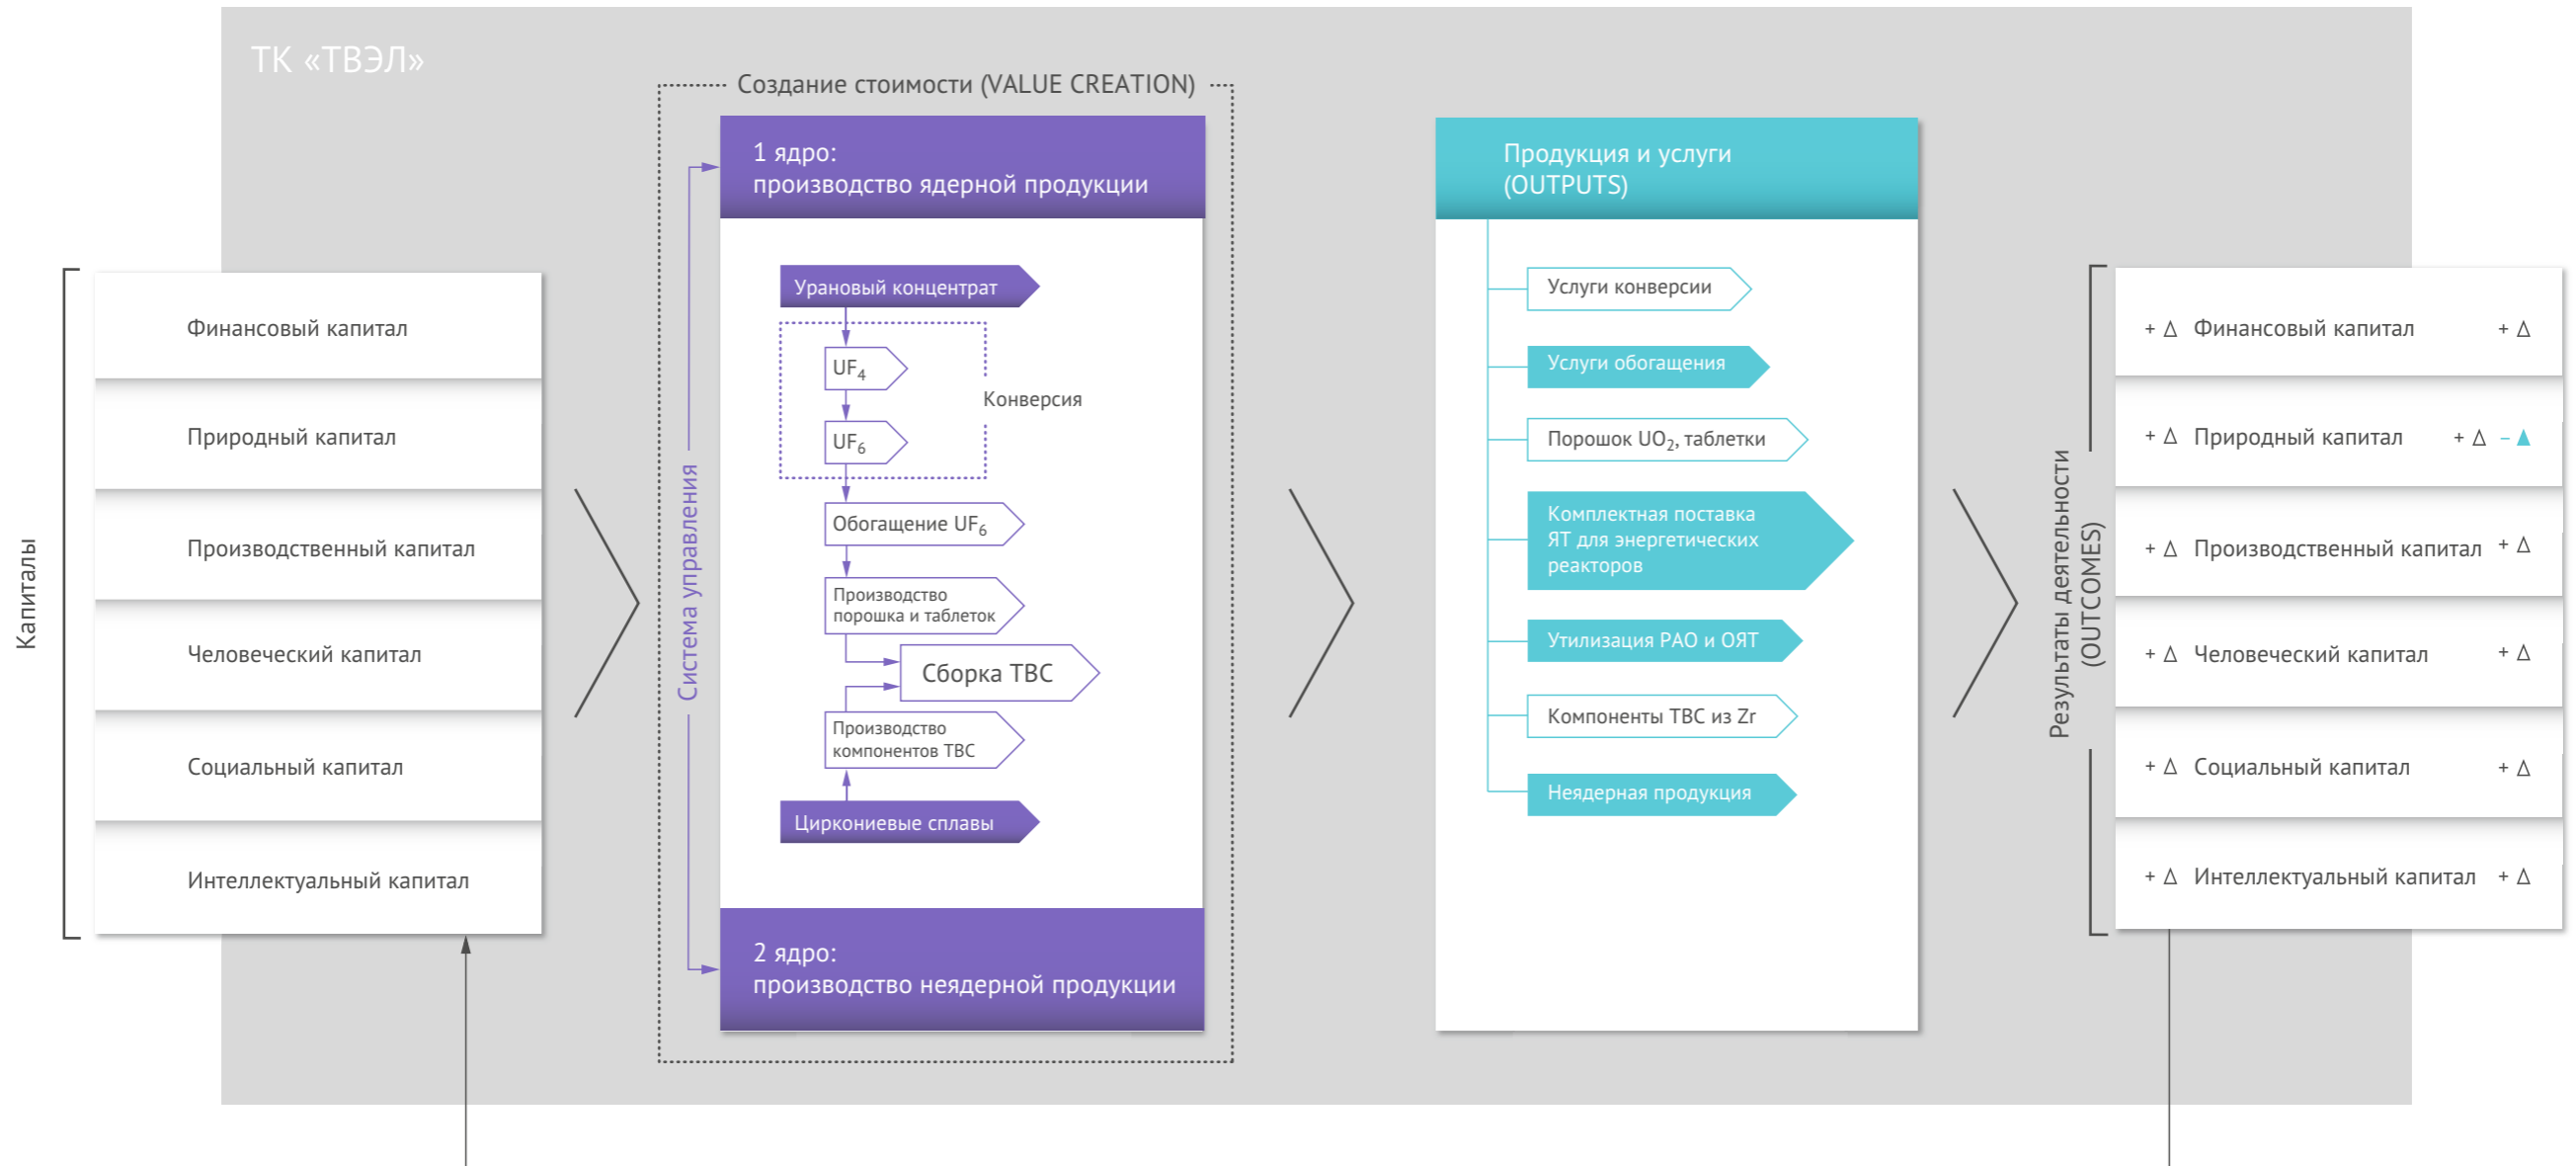 ТК «ТВЭЛ»
Капиталы
Финансовый капитал
Природный капитал
Производственный капитал
Человеческий капитал
Социальный капитал
Интеллектуальный капитал
Создание стоимости (VALUE CREATION)
Система управления
1 ядро:
производство ядерной продукции
Урановый концентрат
UF₄
UF₆
Конверсия
Обогащение UF₆
Производство
порошка и таблеток
Сборка ТВС
Производство
компонентов ТВС
Циркониевые сплавы
2 ядро:
производство неядерной продукции
Продукция и услуги
(OUTPUTS)
Услуги конверсии
Услуги обогащения
Порошок UO₂, таблетки
Комплектная поставка
ЯТ для энергетических
реакторов
Утилизация РАО и ОЯТ
Компоненты ТВС из Zr
Неядерная продукция
Результаты деятельности
(OUTCOMES)
+ Δ Финансовый капитал + Δ
+ Δ Природный капитал + Δ – ▲
+ Δ Производственный капитал + Δ
+ Δ Человеческий капитал + Δ
+ Δ Социальный капитал + Δ
+ Δ Интеллектуальный капитал + Δ